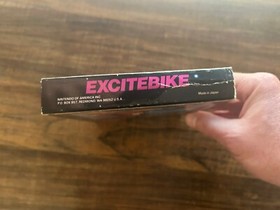 EXCITEBIKE
NINTENDO OF AMERICA INC.
P.O. BOX 957, REDMOND, WA 98052 U.S.A.
Made in Japan